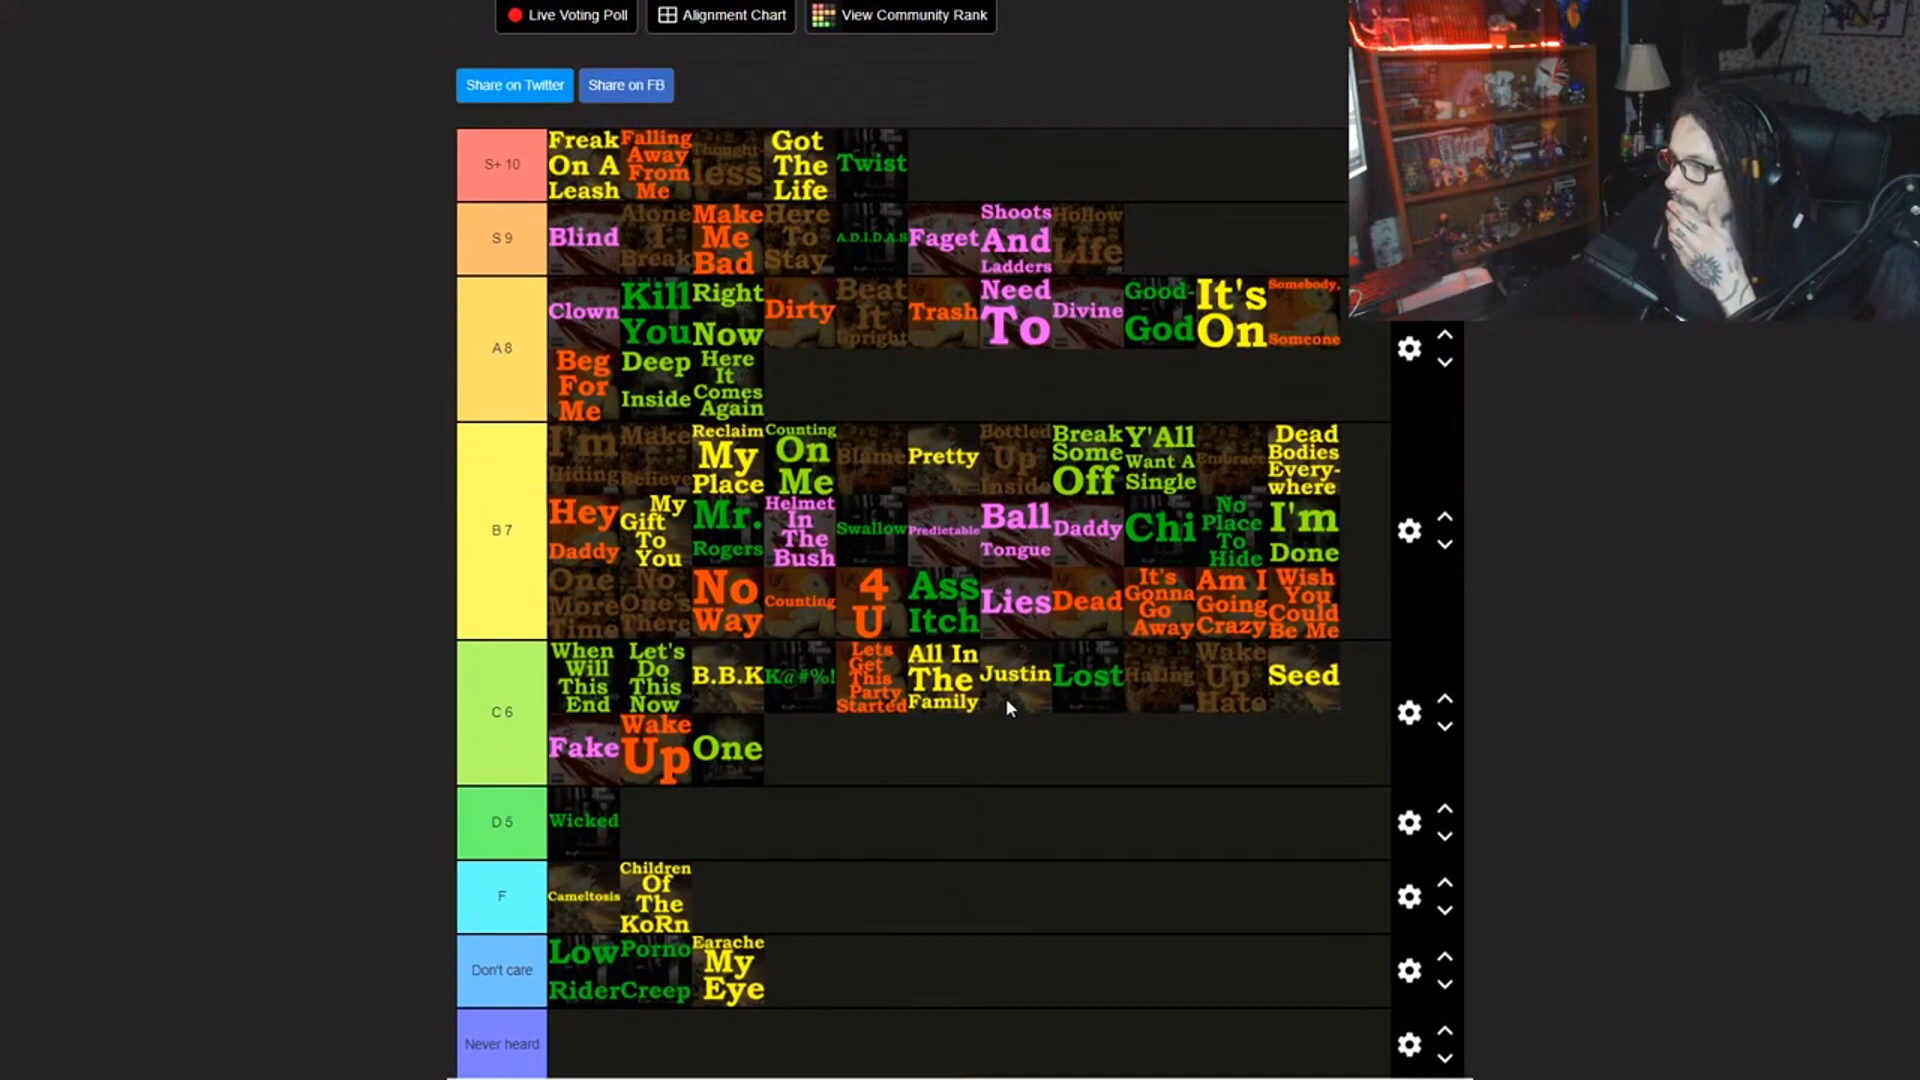 Live Voting Poll
Alignment Chart
View Community Rank
Share on Twitter
Share on FB
S+ 10
Freak
On A
Leash
Falling
Away
From
Me
Thought-
less
Got
The
Life
Twist
S 9
Blind
Alone
I
Break
Make
Me
Bad
Here
To
Stay
A.D.I.D.A.S
Faget
Shoots
And
Ladders
Hollow
Life
A 8
Clown
Kill
You
Right
Now
Dirty
Beat
It
Upright
Trash
Need
To
Divine
Good-
God
It's
On
Somebody,
Someone
Beg
For
Me
Deep
Inside
Here
It
Comes
Again
B 7
I'm
Hiding
Make
Believe
Reclaim
My
Place
Counting
On
Me
Blame
Pretty
Bottled
Up
Inside
Break
Some
Off
Y'All
Want A
Single
Embrace
Dead
Bodies
Every-
where
Hey
Daddy
My
Gift
To
You
Mr.
Rogers
Helmet
In
The
Bush
Swallow
Predictable
Ball
Tongue
Daddy
Chi
No
Place
To
Hide
I'm
Done
One
More
Time
No
One's
There
No
Way
Counting
4
U
Ass
Itch
Lies
Dead
It's
Gonna
Go
Away
Am I
Going
Crazy
Wish
You
Could
Be Me
C 6
When
Will
This
End
Let's
Do
This
Now
B.B.K
K@#%!
Lets
Get
This
Party
Started
All In
The
Family
Justin
Lost
Hating
Wake
Up
Hate
Seed
Fake
Wake
Up
One
D 5
Wicked
F
Cameltosis
Children
Of
The
KoRn
Don't care
Low
Rider
Porno
Creep
Earache
My
Eye
Never heard